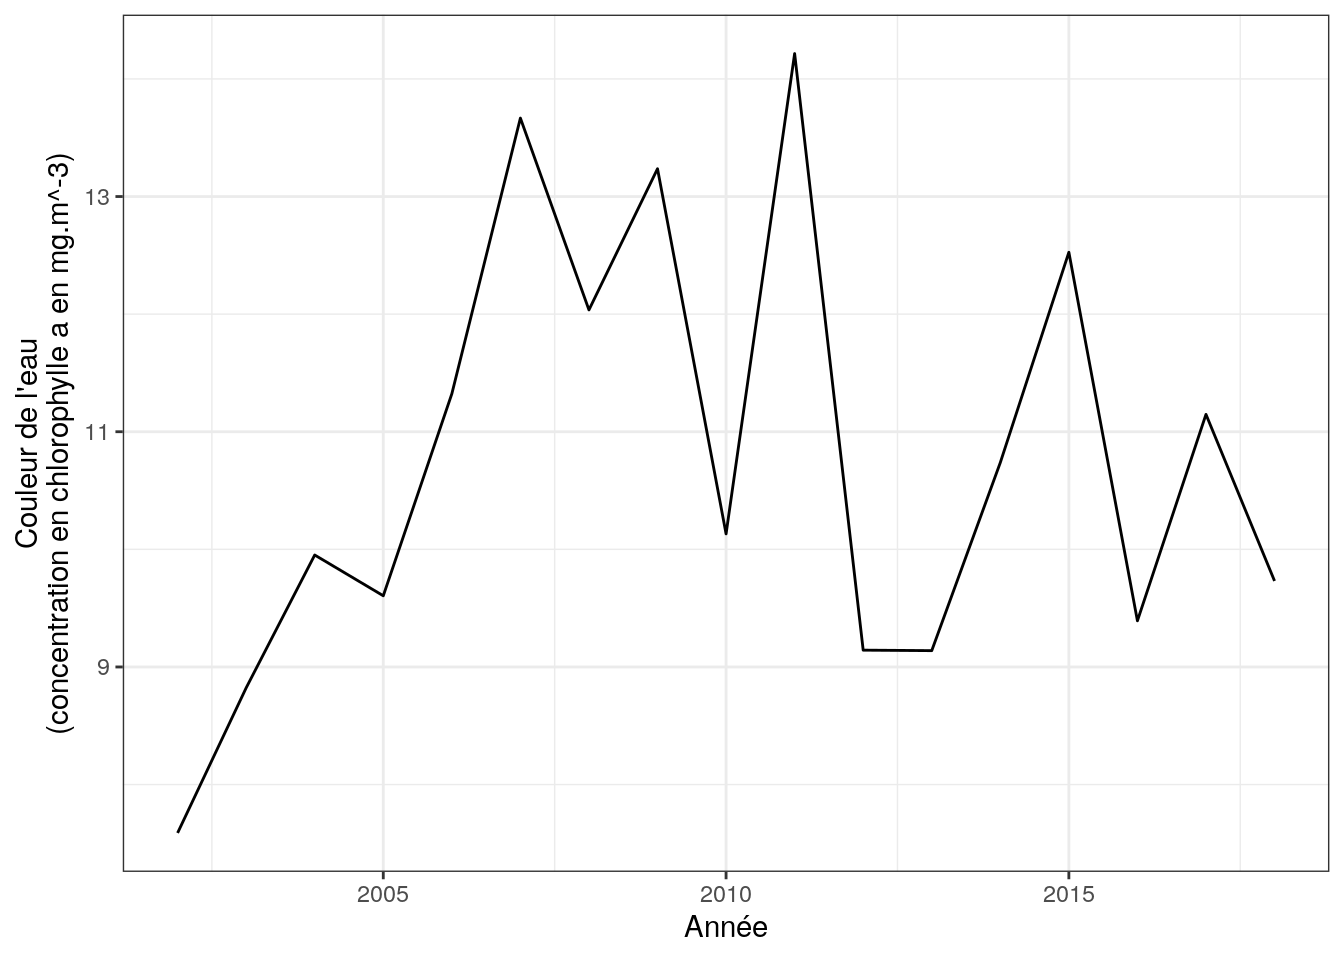 Couleur de l'eau
(concentration en chlorophylle a en mg.m^-3)
13
11
9
2005
2010
2015
Année